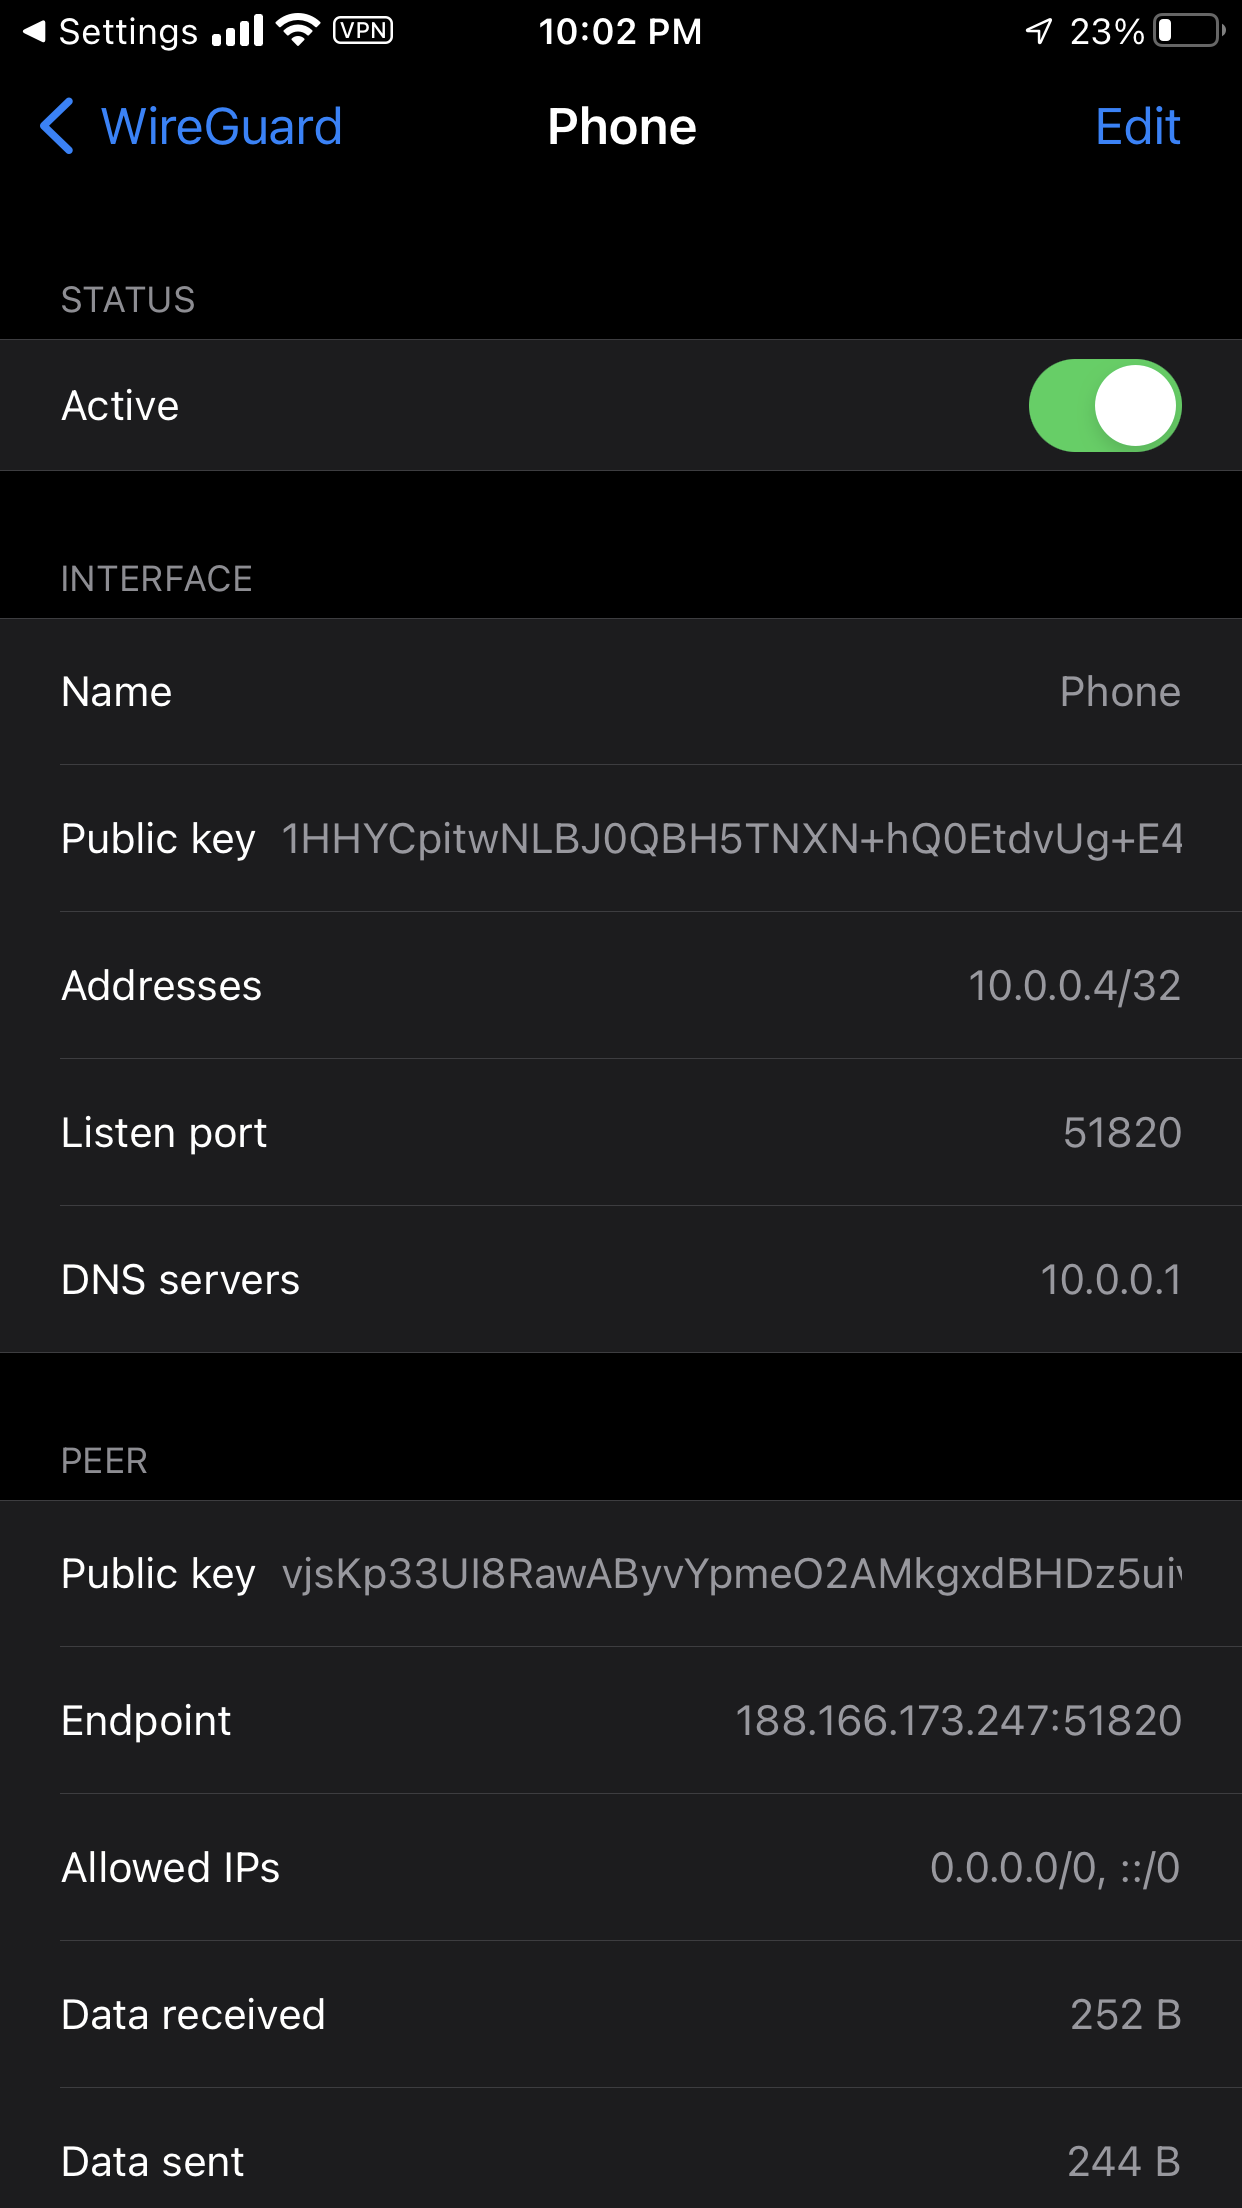 Settings VPN 10:02 PM 23%
WireGuard Phone Edit
STATUS
Active
INTERFACE
Name Phone
Public key 1HHYCpitwNLBJ0QBH5TNXN+hQ0EtdvUg+E4
Addresses 10.0.0.4/32
Listen port 51820
DNS servers 10.0.0.1
PEER
Public key vjsKp33UI8RawAByvYpmeO2AMkgxdBHDz5uiv
Endpoint 188.166.173.247:51820
Allowed IPs 0.0.0.0/0, ::/0
Data received 252 B
Data sent 244 B